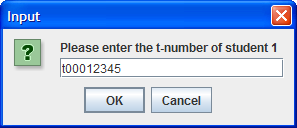 Input
?
Please enter the t-number of student 1
t00012345
OK Cancel